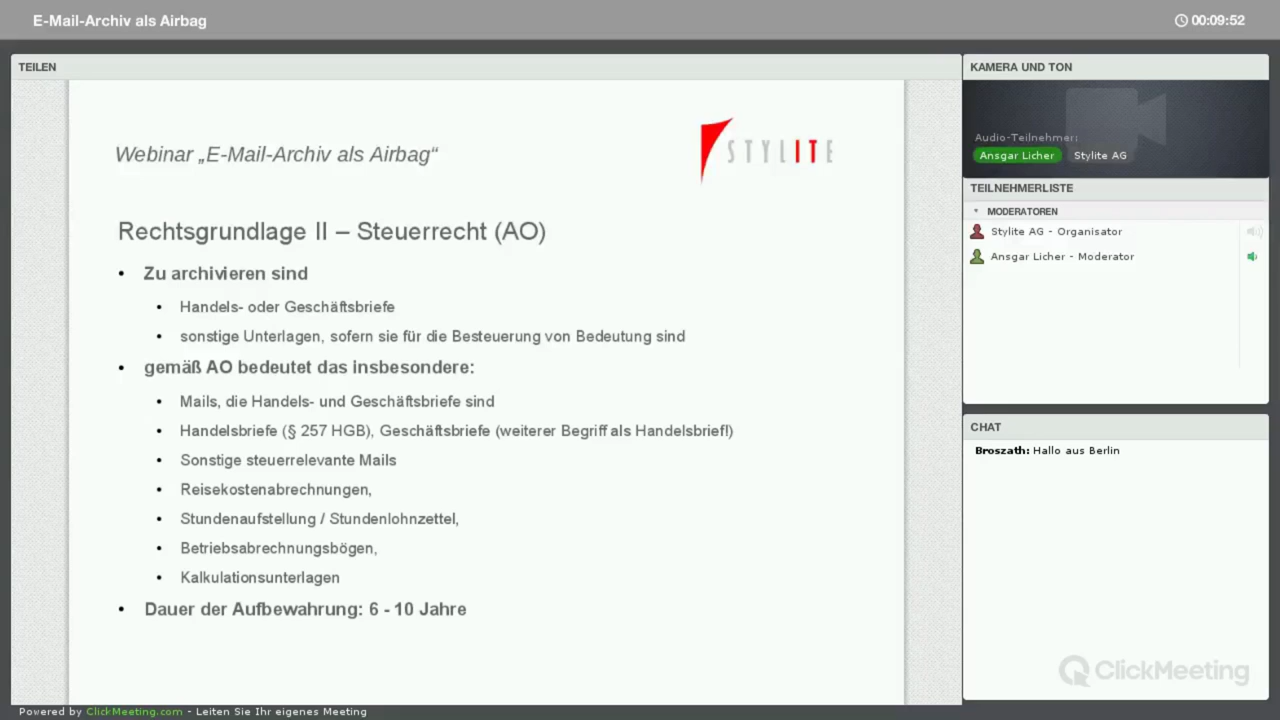 E-Mail-Archiv als Airbag
00:09:52
TEILEN
Webinar „E-Mail-Archiv als Airbag“
STYLITE
Rechtsgrundlage II – Steuerrecht (AO)
• Zu archivieren sind
• Handels- oder Geschäftsbriefe
• sonstige Unterlagen, sofern sie für die Besteuerung von Bedeutung sind
• gemäß AO bedeutet das insbesondere:
• Mails, die Handels- und Geschäftsbriefe sind
• Handelsbriefe (§ 257 HGB), Geschäftsbriefe (weiterer Begriff als Handelsbrief!)
• Sonstige steuerrelevante Mails
• Reisekostenabrechnungen,
• Stundenaufstellung / Stundenlohnzettel,
• Betriebsabrechnungsbögen,
• Kalkulationsunterlagen
• Dauer der Aufbewahrung: 6 - 10 Jahre
KAMERA UND TON
Audio-Teilnehmer:
Ansgar Licher Stylite AG
TEILNEHMERLISTE
MODERATOREN
Stylite AG - Organisator
Ansgar Licher - Moderator
CHAT
Broszath: Hallo aus Berlin
ClickMeeting
Powered by ClickMeeting.com - Leiten Sie Ihr eigenes Meeting